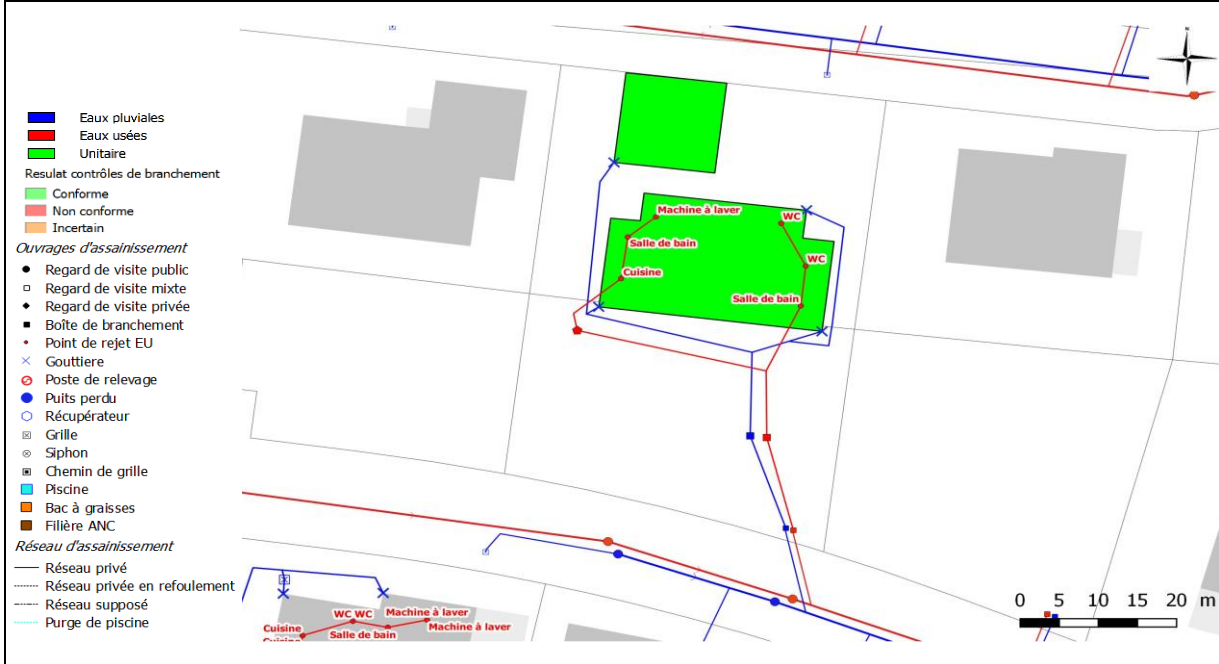 Eaux pluviales
Eaux usées
Unitaire
Resulat contrôles de branchement
Conforme
Non conforme
Incertain
Ouvrages d'assainissement
Regard de visite public
Regard de visite mixte
Regard de visite privée
Boîte de branchement
Point de rejet EU
Gouttiere
Poste de relevage
Puits perdu
Récupérateur
Grille
Siphon
Chemin de grille
Piscine
Bac à graisses
Filière ANC
Réseau d'assainissement
Réseau privé
Réseau privée en refoulement
Réseau supposé
Purge de piscine
Machine à laver
WC
Salle de bain
WC
Cuisine
Salle de bain
WC WC
Machine à laver
Cuisine
Salle de bain
Machine à laver
Cuisine
0 5 10 15 20 m